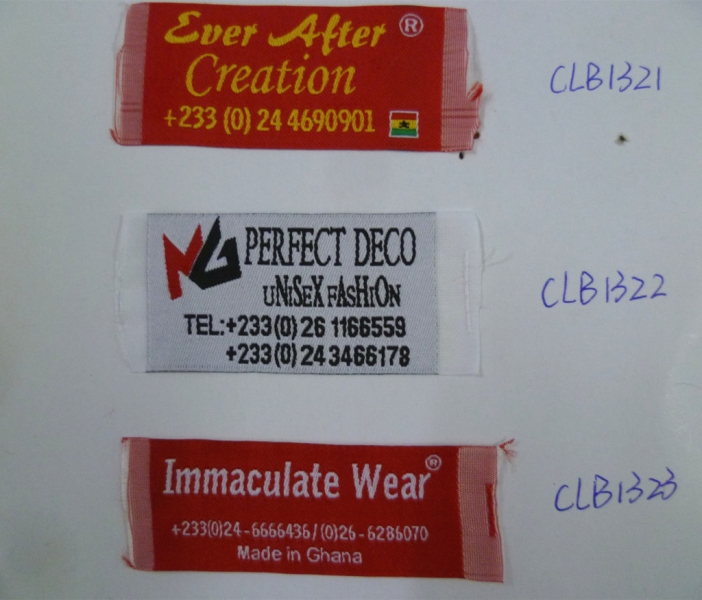 Ever After ®
Creation
+233 (0) 24 4690901
CLB1321
NG PERFECT DECO
UNiSeX FASHiON
TEL:+233(0) 26 1166559
+233(0) 24 3466178
CLB1322
Immaculate Wear®
+233(0)24-6666436/(0)26-6286070
Made in Ghana
CLB1323